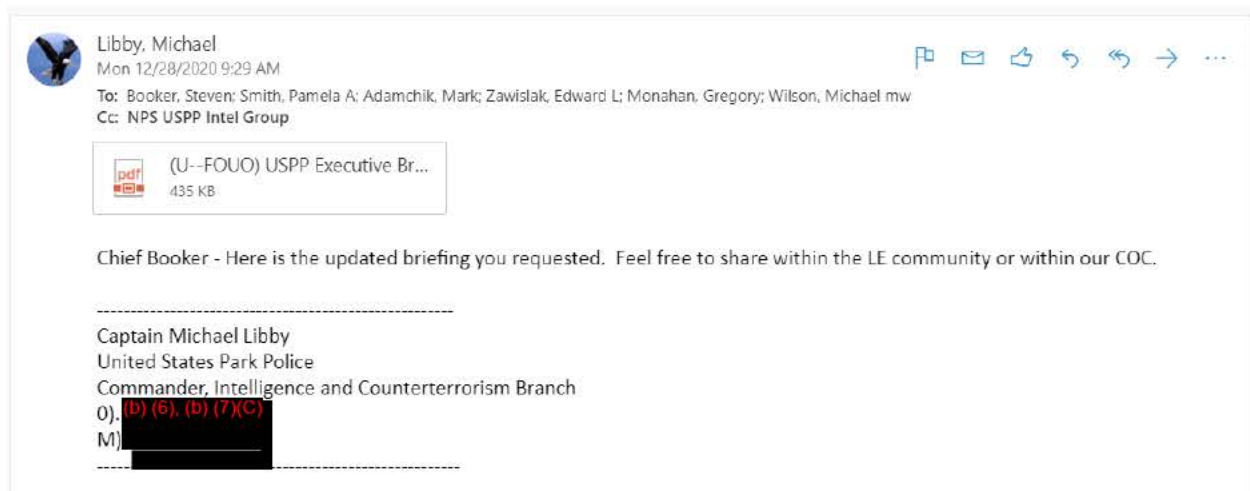 Libby, Michael
Mon 12/28/2020 9:29 AM
To: Booker, Steven; Smith, Pamela A; Adamchik, Mark; Zawislak, Edward L; Monahan, Gregory; Wilson, Michael mw
Cc: NPS USPP Intel Group
pdf
(U--FOUO) USPP Executive Br...
435 KB
Chief Booker - Here is the updated briefing you requested. Feel free to share within the LE community or within our COC.
----------------------------------------------------
Captain Michael Libby
United States Park Police
Commander, Intelligence and Counterterrorism Branch
0). (b) (6), (b) (7)(C)
M)